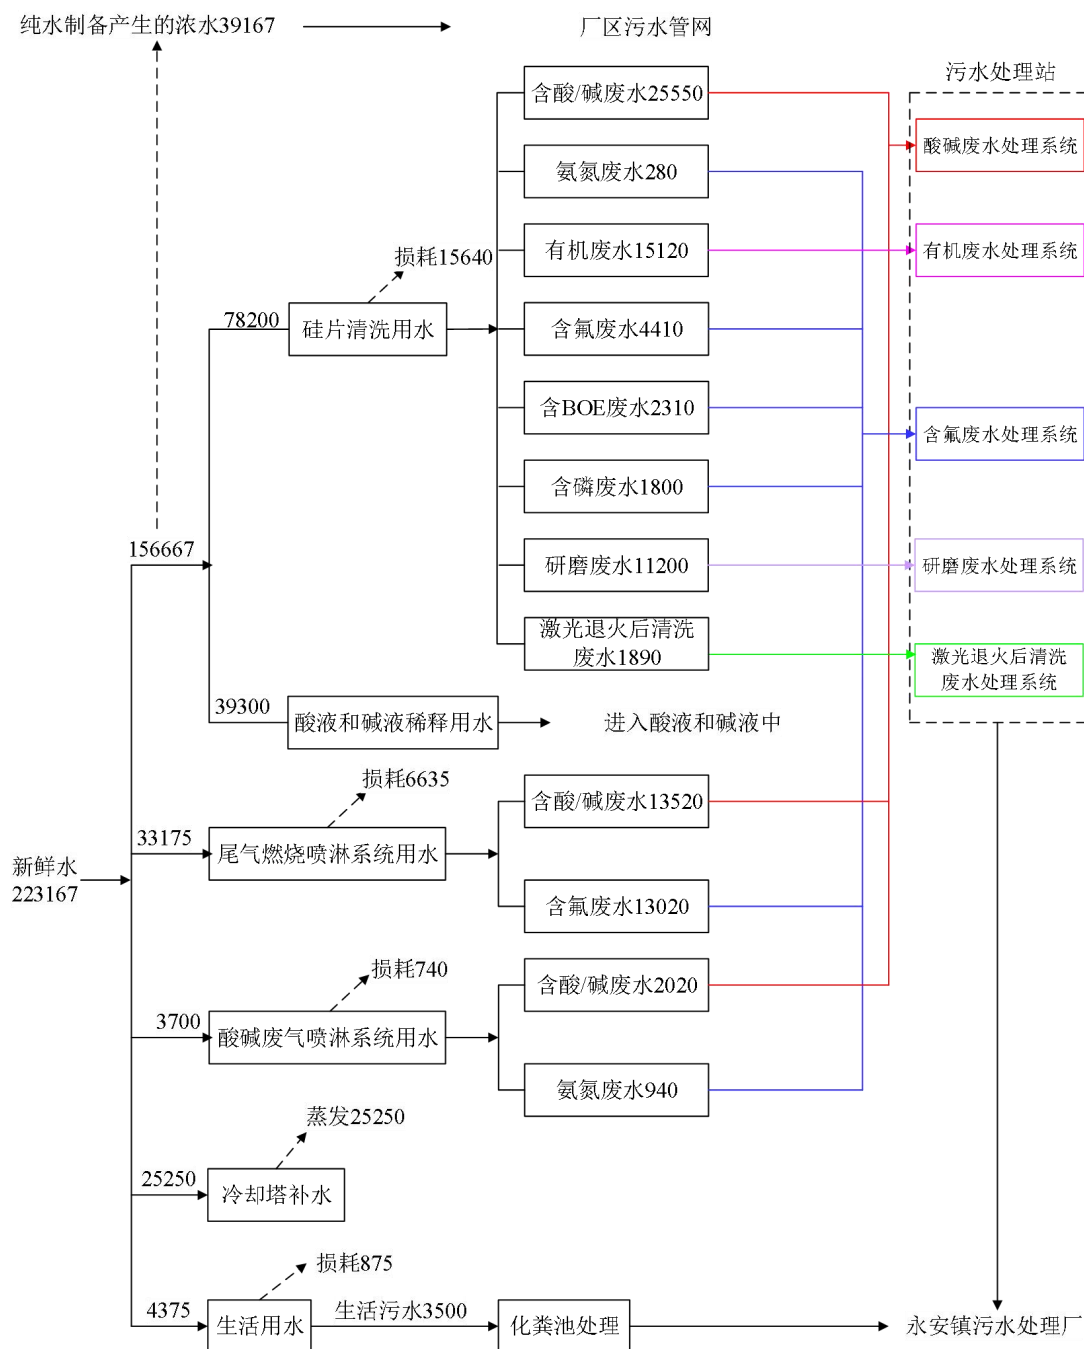 纯水制备产生的浓水39167
厂区污水管网
污水处理站
含酸/碱废水25550
酸碱废水处理系统
氨氮废水280
有机废水15120
有机废水处理系统
损耗15640
78200
硅片清洗用水
含氟废水4410
含BOE废水2310
含氟废水处理系统
含磷废水1800
156667
研磨废水11200
研磨废水处理系统
激光退火后清洗
废水1890
激光退火后清洗
废水处理系统
39300
酸液和碱液稀释用水
进入酸液和碱液中
损耗6635
含酸/碱废水13520
33175
尾气燃烧喷淋系统用水
新鲜水
223167
含氟废水13020
损耗740
含酸/碱废水2020
3700
酸碱废气喷淋系统用水
氨氮废水940
蒸发25250
25250
冷却塔补水
损耗875
4375
生活用水
生活污水3500
化粪池处理
永安镇污水处理厂